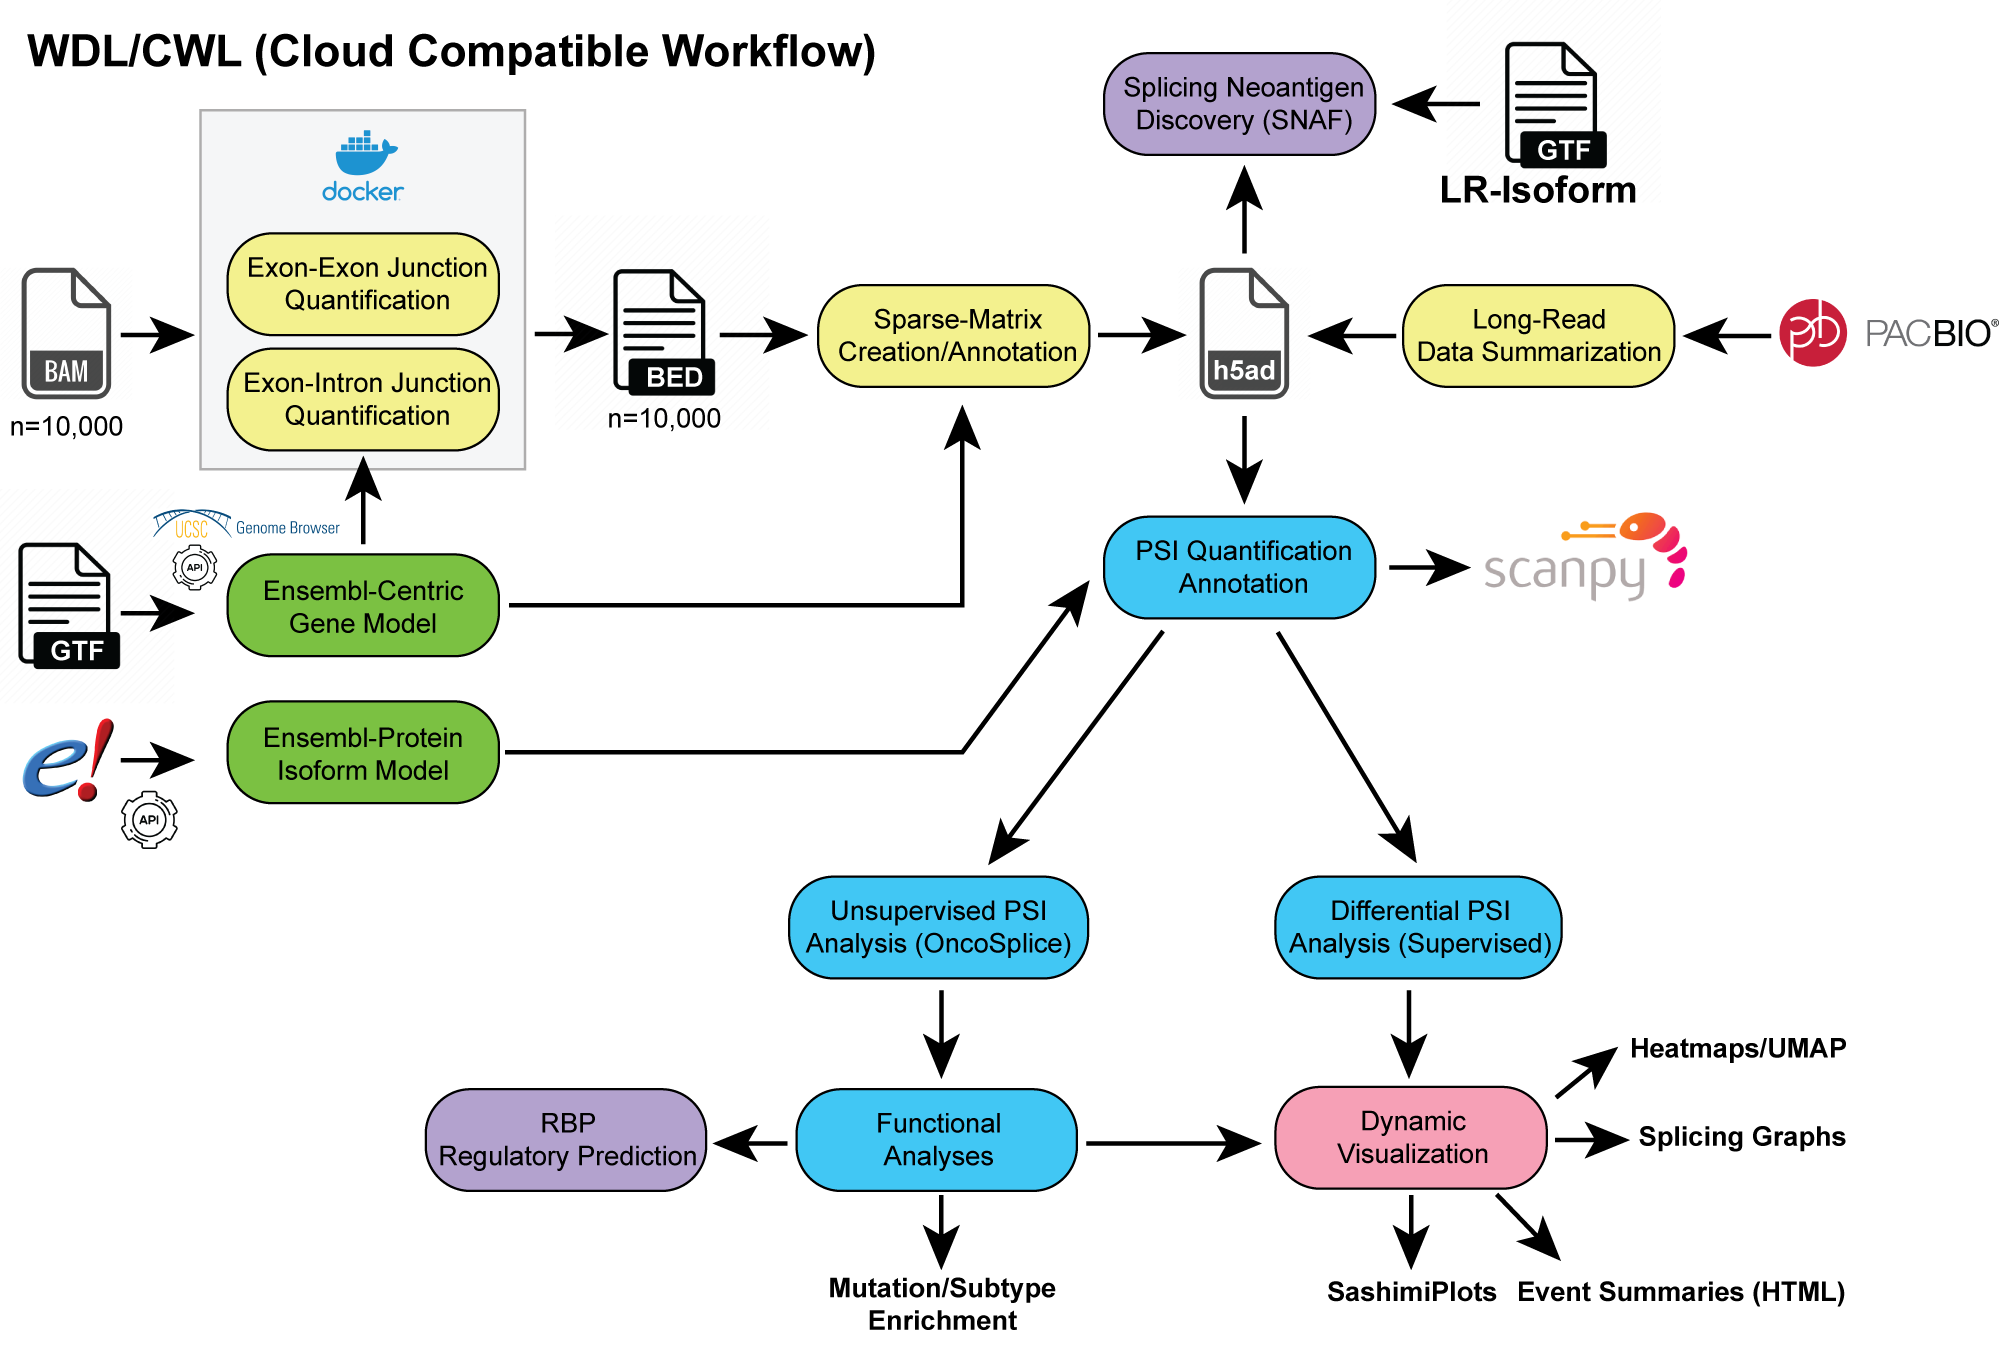 WDL/CWL (Cloud Compatible Workflow)
Splicing Neoantigen
Discovery (SNAF)
GTF
LR-Isoform
docker
Exon-Exon Junction
Quantification
Exon-Intron Junction
Quantification
BAM
n=10,000
BED
n=10,000
Sparse-Matrix
Creation/Annotation
h5ad
Long-Read
Data Summarization
PACBIO®
UCSC Genome Browser
API
GTF
Ensembl-Centric
Gene Model
PSI Quantification
Annotation
scanpy
e!
API
Ensembl-Protein
Isoform Model
Unsupervised PSI
Analysis (OncoSplice)
Differential PSI
Analysis (Supervised)
RBP
Regulatory Prediction
Functional
Analyses
Dynamic
Visualization
Heatmaps/UMAP
Splicing Graphs
Mutation/Subtype
Enrichment
SashimiPlots
Event Summaries (HTML)